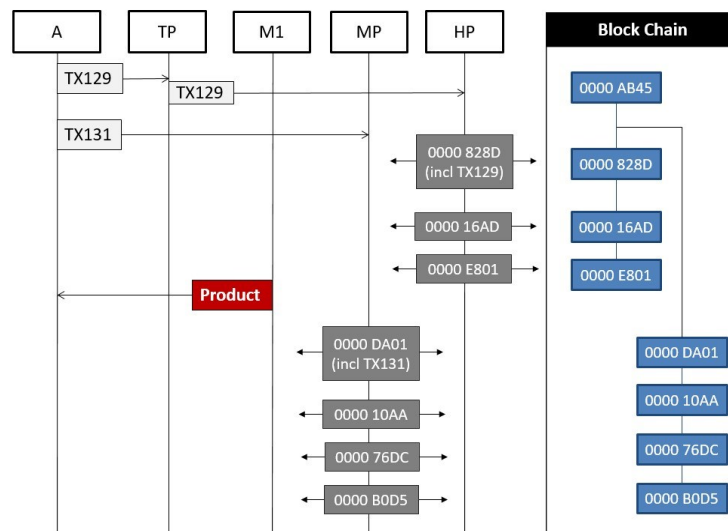 A
TP
M1
MP
HP
Block Chain
TX129
TX129
0000 AB45
TX131
0000 828D
(incl TX129)
0000 828D
0000 16AD
0000 16AD
0000 E801
0000 E801
Product
0000 DA01
(incl TX131)
0000 DA01
0000 10AA
0000 10AA
0000 76DC
0000 76DC
0000 B0D5
0000 B0D5